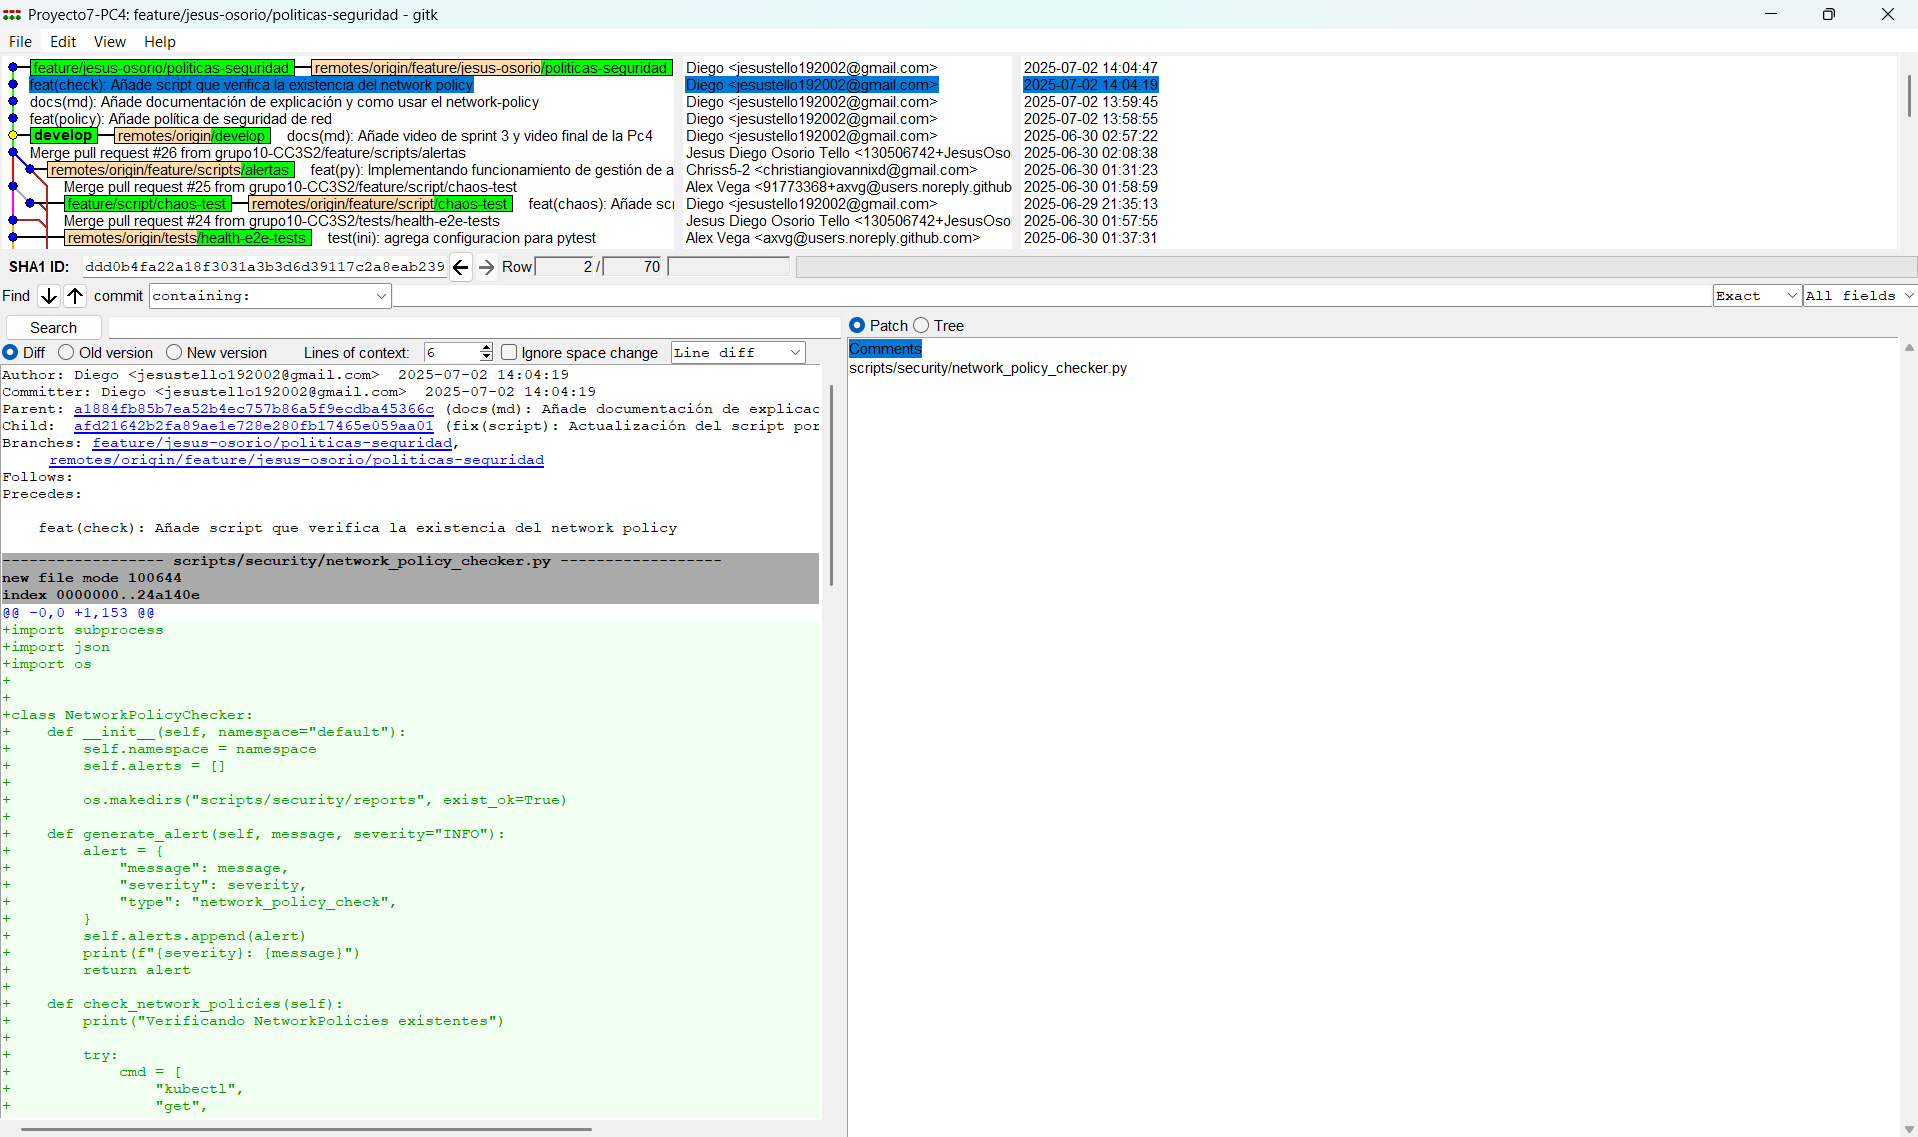 Proyecto7-PC4: feature/jesus-osorio/politicas-seguridad - gitk
File Edit View Help
feature/jesus-osorio/politicas-seguridad remotes/origin/feature/jesus-osorio/politicas-seguridad Diego <jesustello192002@gmail.com> 2025-07-02 14:04:47
feat(check): Añade script que verifica la existencia del network policy Diego <jesustello192002@gmail.com> 2025-07-02 14:04:19
docs(md): Añade documentación de explicación y como usar el network-policy Diego <jesustello192002@gmail.com> 2025-07-02 13:59:45
feat(policy): Añade política de seguridad de red Diego <jesustello192002@gmail.com> 2025-07-02 13:58:55
develop remotes/origin/develop docs(md): Añade video de sprint 3 y video final de la Pc4 Diego <jesustello192002@gmail.com> 2025-06-30 02:57:22
Merge pull request #26 from grupo10-CC3S2/feature/scripts/alertas Jesus Diego Osorio Tello <130506742+JesusOso 2025-06-30 02:08:38
remotes/origin/feature/scripts/alertas feat(py): Implementando funcionamiento de gestión de a Chriss5-2 <christiangiovannixd@gmail.com> 2025-06-30 01:31:23
Merge pull request #25 from grupo10-CC3S2/feature/script/chaos-test Alex Vega <91773368+axvg@users.noreply.github 2025-06-30 01:58:59
feature/script/chaos-test remotes/origin/feature/script/chaos-test feat(chaos): Añade scr Diego <jesustello192002@gmail.com> 2025-06-29 21:35:13
Merge pull request #24 from grupo10-CC3S2/tests/health-e2e-tests Jesus Diego Osorio Tello <130506742+JesusOso 2025-06-30 01:57:55
remotes/origin/tests/health-e2e-tests test(ini): agrega configuracion para pytest Alex Vega <axvg@users.noreply.github.com> 2025-06-30 01:37:31
SHA1 ID: ddd0b4fa22a18f3031a3b3d6d39117c2a8eab239 Row 2 / 70
Find commit containing: Exact All fields
Search
Patch Tree
Diff Old version New version Lines of context: 6 Ignore space change Line diff
Comments
scripts/security/network_policy_checker.py
Author: Diego <jesustello192002@gmail.com>  2025-07-02 14:04:19
Committer: Diego <jesustello192002@gmail.com>  2025-07-02 14:04:19
Parent: a1884fb85b7ea52b4ec757b86a5f9ecdba45366c (docs(md): Añade documentación de explicac
Child:  afd21642b2fa89ae1e728e280fb17465e059aa01 (fix(script): Actualización del script por
Branches: feature/jesus-osorio/politicas-seguridad,
remotes/origin/feature/jesus-osorio/politicas-seguridad
Follows:
Precedes:
feat(check): Añade script que verifica la existencia del network policy
------------------ scripts/security/network_policy_checker.py ------------------
new file mode 100644
index 0000000..24a140e
@@ -0,0 +1,153 @@
+import subprocess
+import json
+import os
+
+
+class NetworkPolicyChecker:
+    def __init__(self, namespace="default"):
+        self.namespace = namespace
+        self.alerts = []
+
+        os.makedirs("scripts/security/reports", exist_ok=True)
+
+    def generate_alert(self, message, severity="INFO"):
+        alert = {
+            "message": message,
+            "severity": severity,
+            "type": "network_policy_check",
+        }
+        self.alerts.append(alert)
+        print(f"{severity}: {message}")
+        return alert
+
+    def check_network_policies(self):
+        print("Verificando NetworkPolicies existentes")
+
+        try:
+            cmd = [
+                "kubectl",
+                "get",